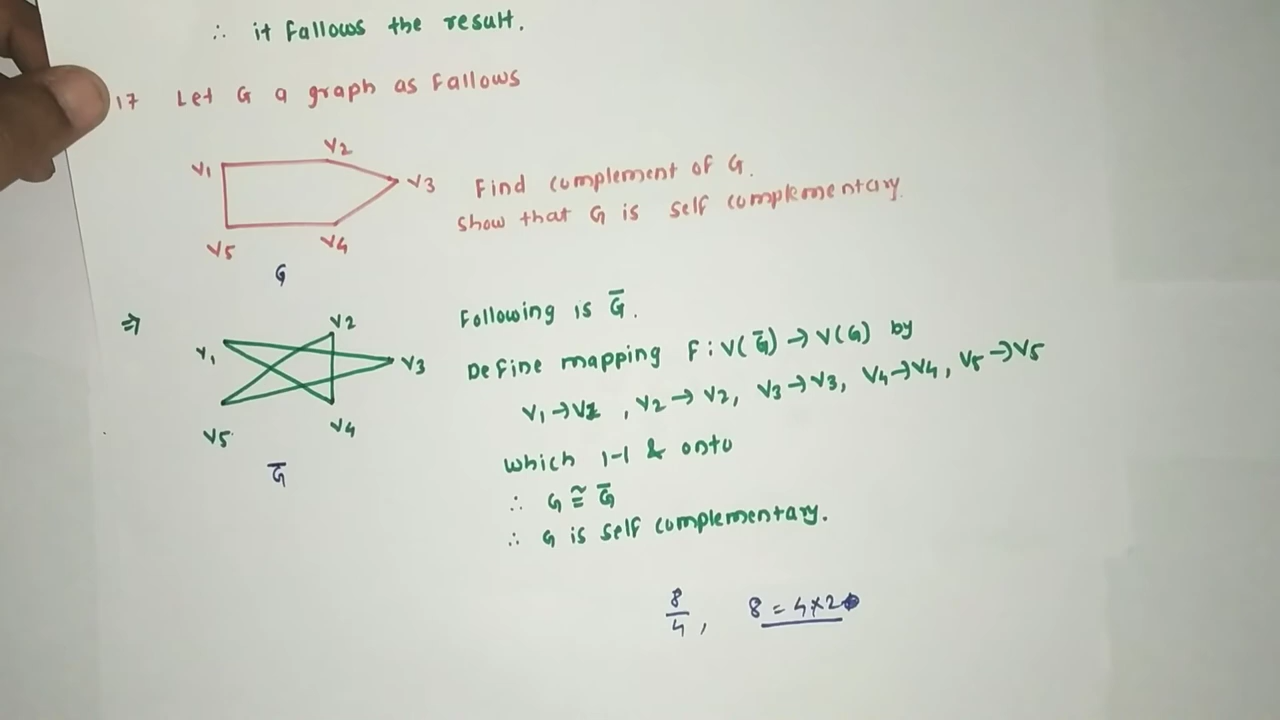 ∴ it fallows the result.
17 Let G a graph as fallows
V1 V2 V3 V4 V5
G
Find complement of G.
show that G is self complementary.
⇒ Following is G̅.
V1 V2 V3 V4 V5
G̅
Define mapping F: V(G̅) → V(G) by
V1 → V1, V2 → V2, V3 → V3, V4 → V4, V5 → V5
which 1-1 & onto
∴ G ≅ G̅
∴ G is self complementary.
8/4, 8 = 4×2